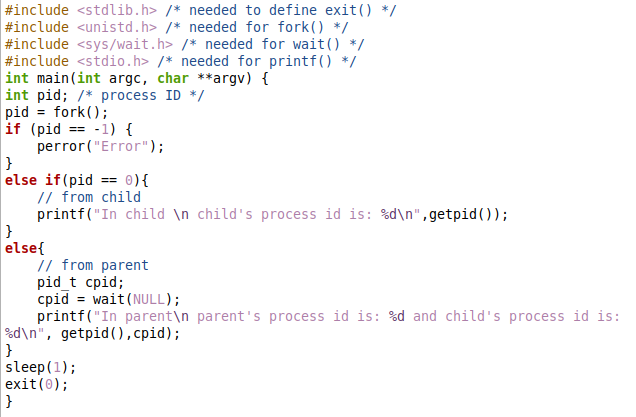 #include <stdlib.h> /* needed to define exit() */
#include <unistd.h> /* needed for fork() */
#include <sys/wait.h> /* needed for wait() */
#include <stdio.h> /* needed for printf() */
int main(int argc, char **argv) {
int pid; /* process ID */
pid = fork();
if (pid == -1) {
    perror("Error");
}
else if(pid == 0){
    // from child
    printf("In child \n child's process id is: %d\n",getpid());
}
else{
    // from parent
    pid_t cpid;
    cpid = wait(NULL);
    printf("In parent\n parent's process id is: %d and child's process id is:
%d\n", getpid(),cpid);
}
sleep(1);
exit(0);
}